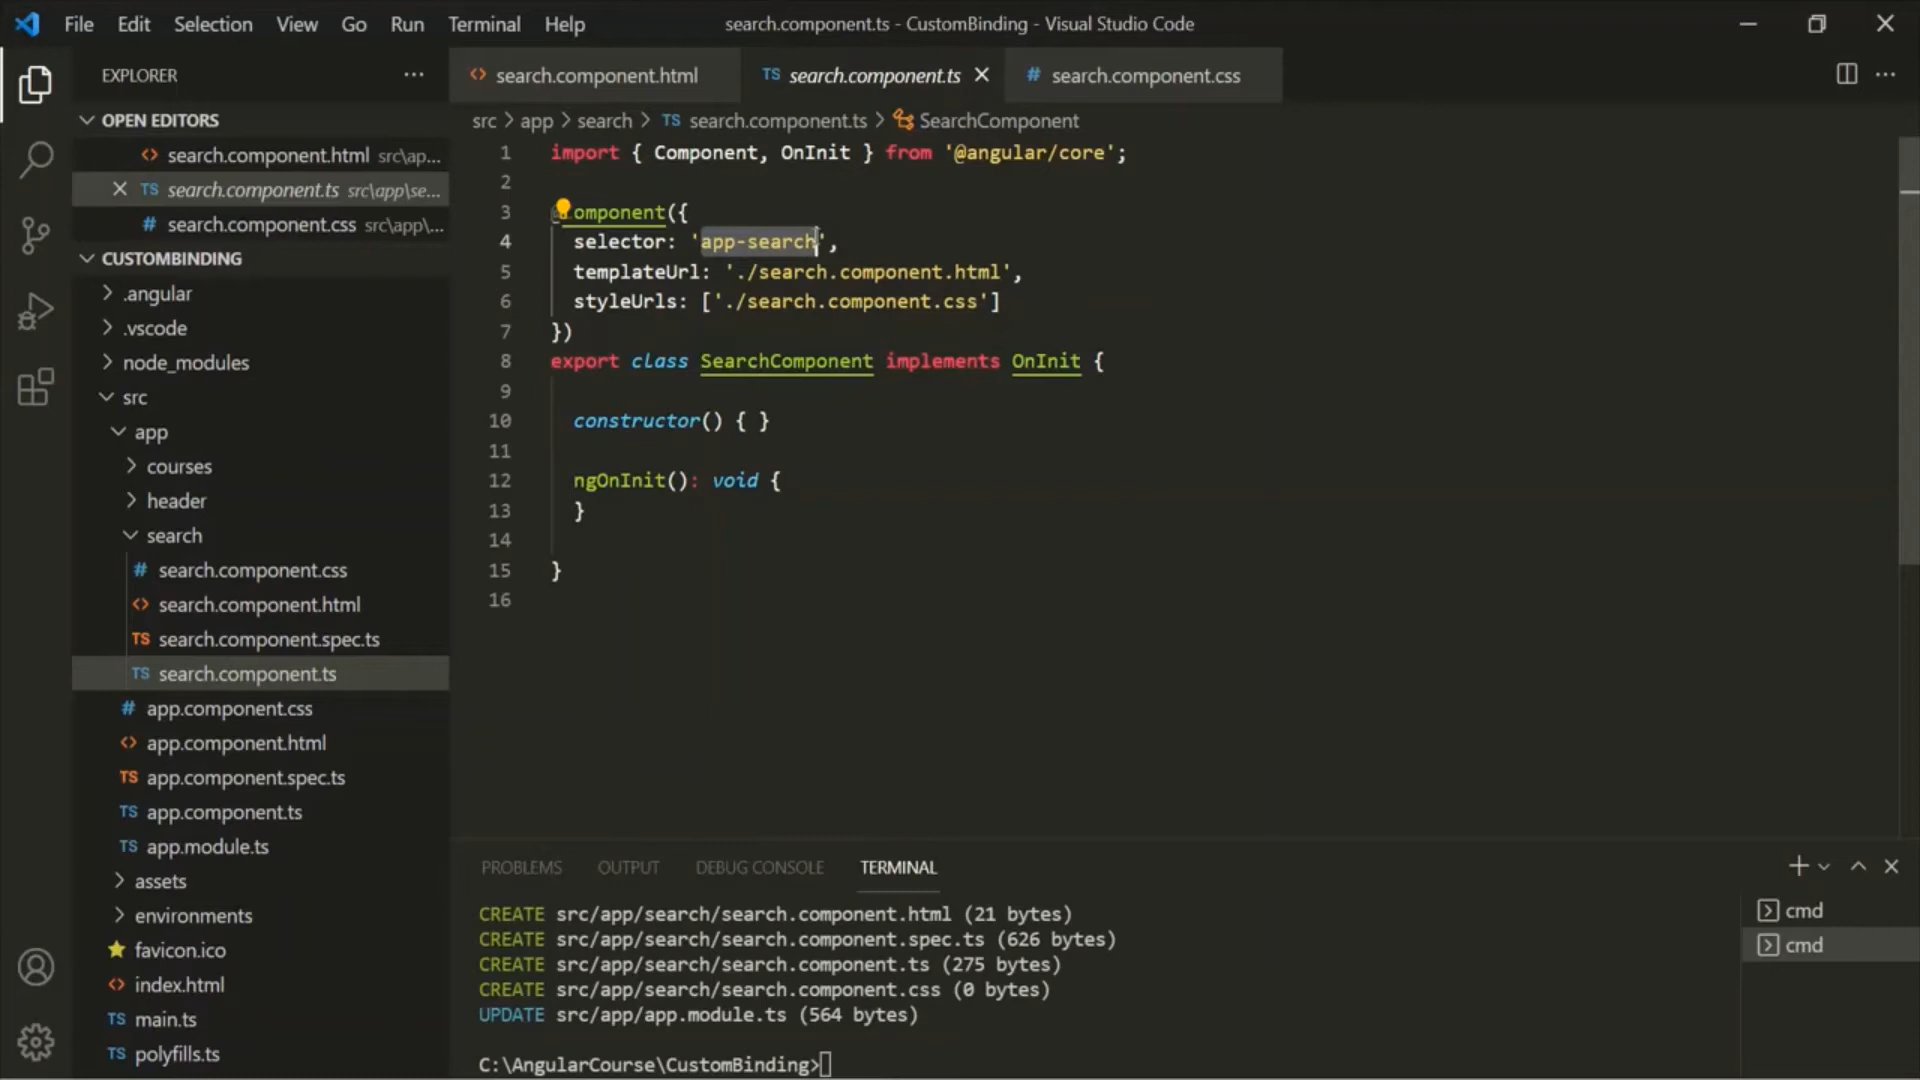 File Edit Selection View Go Run Terminal Help search.component.ts - CustomBinding - Visual Studio Code
EXPLORER
OPEN EDITORS
search.component.html src\ap...
TS search.component.ts src\app\se...
# search.component.css src\app\...
CUSTOMBINDING
.angular
.vscode
node_modules
src
app
courses
header
search
# search.component.css
search.component.html
TS search.component.spec.ts
TS search.component.ts
# app.component.css
app.component.html
TS app.component.spec.ts
TS app.component.ts
TS app.module.ts
assets
environments
favicon.ico
index.html
TS main.ts
TS polyfills.ts
search.component.html TS search.component.ts # search.component.css
src > app > search > TS search.component.ts > SearchComponent
1 import { Component, OnInit } from '@angular/core';
2
3 omponent({
4 selector: 'app-search',
5 templateUrl: './search.component.html',
6 styleUrls: ['./search.component.css']
7 })
8 export class SearchComponent implements OnInit {
9
10 constructor() { }
11
12 ngOnInit(): void {
13 }
14
15 }
16
PROBLEMS OUTPUT DEBUG CONSOLE TERMINAL
CREATE src/app/search/search.component.html (21 bytes)
CREATE src/app/search/search.component.spec.ts (626 bytes)
CREATE src/app/search/search.component.ts (275 bytes)
CREATE src/app/search/search.component.css (0 bytes)
UPDATE src/app/app.module.ts (564 bytes)
C:\AngularCourse\CustomBinding>
cmd
cmd